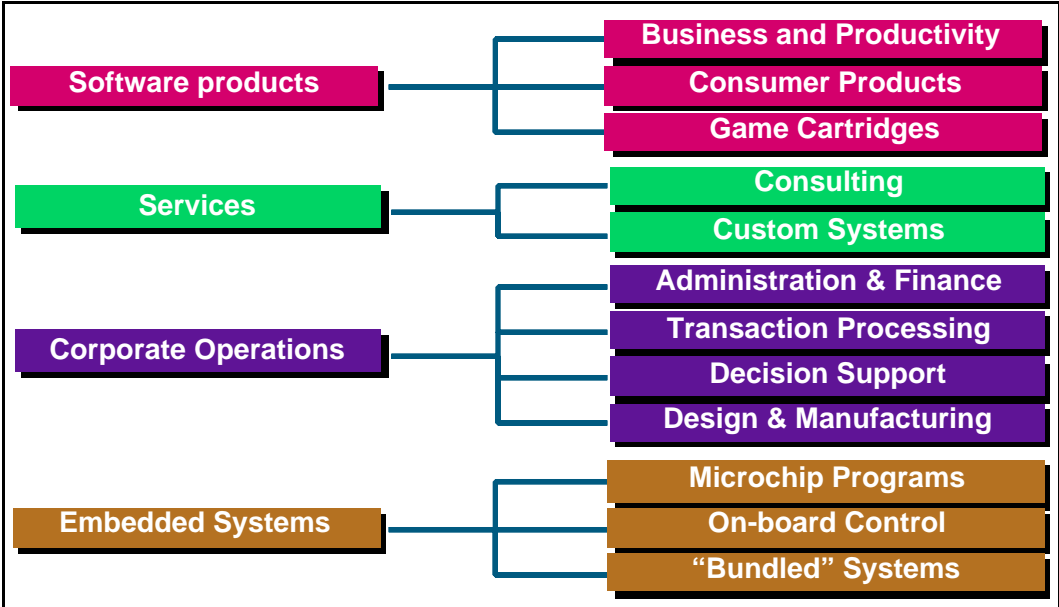 Software products
Business and Productivity
Consumer Products
Game Cartridges
Services
Consulting
Custom Systems
Corporate Operations
Administration & Finance
Transaction Processing
Decision Support
Design & Manufacturing
Embedded Systems
Microchip Programs
On-board Control
“Bundled” Systems